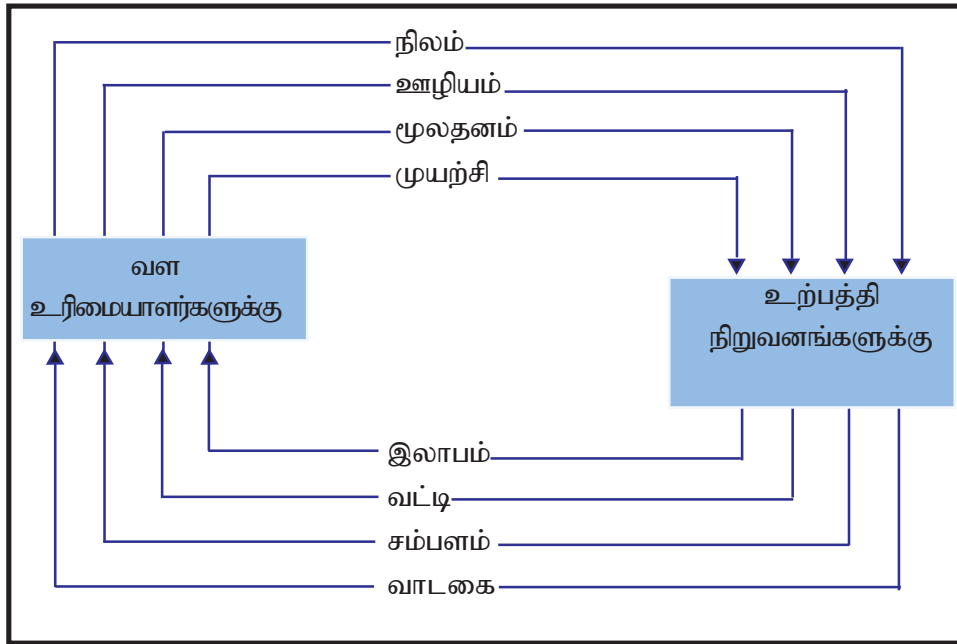 நிலம்
ஊழியம்
மூலதனம்
முயற்சி
வள
உரிமையாளர்களுக்கு
உற்பத்தி
நிறுவனங்களுக்கு
இலாபம்
வட்டி
சம்பளம்
வாடகை